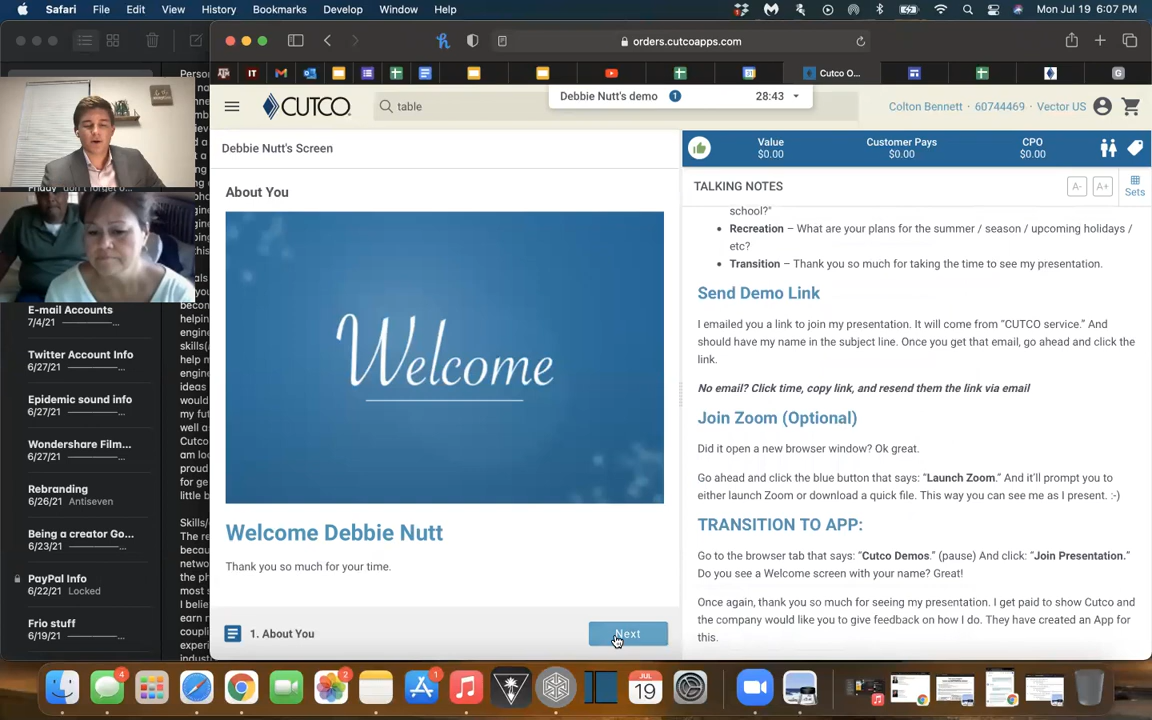 Safari File Edit View History Bookmarks Develop Window Help Mon Jul 19 6:07 PM
orders.cutcoapps.com
IT Cutco O... G
CUTCO table Debbie Nutt's demo 1 28:43 Colton Bennett · 60744469 · Vector US
Debbie Nutt's Screen
About You
Welcome
Welcome Debbie Nutt
Thank you so much for your time.
1. About You Next
Value Customer Pays CPO
$0.00 $0.00 $0.00
TALKING NOTES A- A+ Sets
school?"
• Recreation – What are your plans for the summer / season / upcoming holidays /
etc?
• Transition – Thank you so much for taking the time to see my presentation.
Send Demo Link
I emailed you a link to join my presentation. It will come from “CUTCO service.” And
should have my name in the subject line. Once you get that email, go ahead and click the
link.
No email? Click time, copy link, and resend them the link via email
Join Zoom (Optional)
Did it open a new browser window? Ok great.
Go ahead and click the blue button that says: “Launch Zoom.” And it'll prompt you to
either launch Zoom or download a quick file. This way you can see me as I present. :-)
TRANSITION TO APP:
Go to the browser tab that says: “Cutco Demos.” (pause) And click: “Join Presentation.”
Do you see a Welcome screen with your name? Great!
Once again, thank you so much for seeing my presentation. I get paid to show Cutco and
the company would like you to give feedback on how I do. They have created an App for
this.
E-mail Accounts
7/4/21
Twitter Account Info
6/27/21
Epidemic sound info
6/27/21
Wondershare Film...
6/27/21
Rebranding
6/26/21 Antiseven
Being a creator Go...
6/23/21
PayPal Info
6/22/21 Locked
Frio stuff
6/19/21
4 2 1 JUL 19